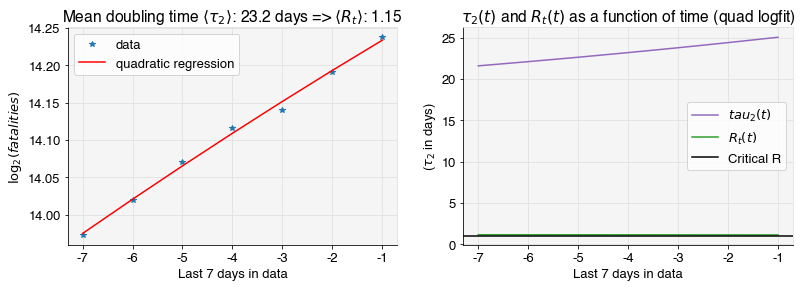 Mean doubling time ⟨τ₂⟩: 23.2 days => ⟨Rₜ⟩: 1.15
14.25
14.20
14.15
14.10
14.05
14.00
log₂(fatalities)
data
quadratic regression
-7 -6 -5 -4 -3 -2 -1
Last 7 days in data
τ₂(t) and Rₜ(t) as a function of time (quad logfit)
25
20
15
10
5
0
(τ₂ in days)
tau₂(t)
Rₜ(t)
Critical R
-7 -6 -5 -4 -3 -2 -1
Last 7 days in data